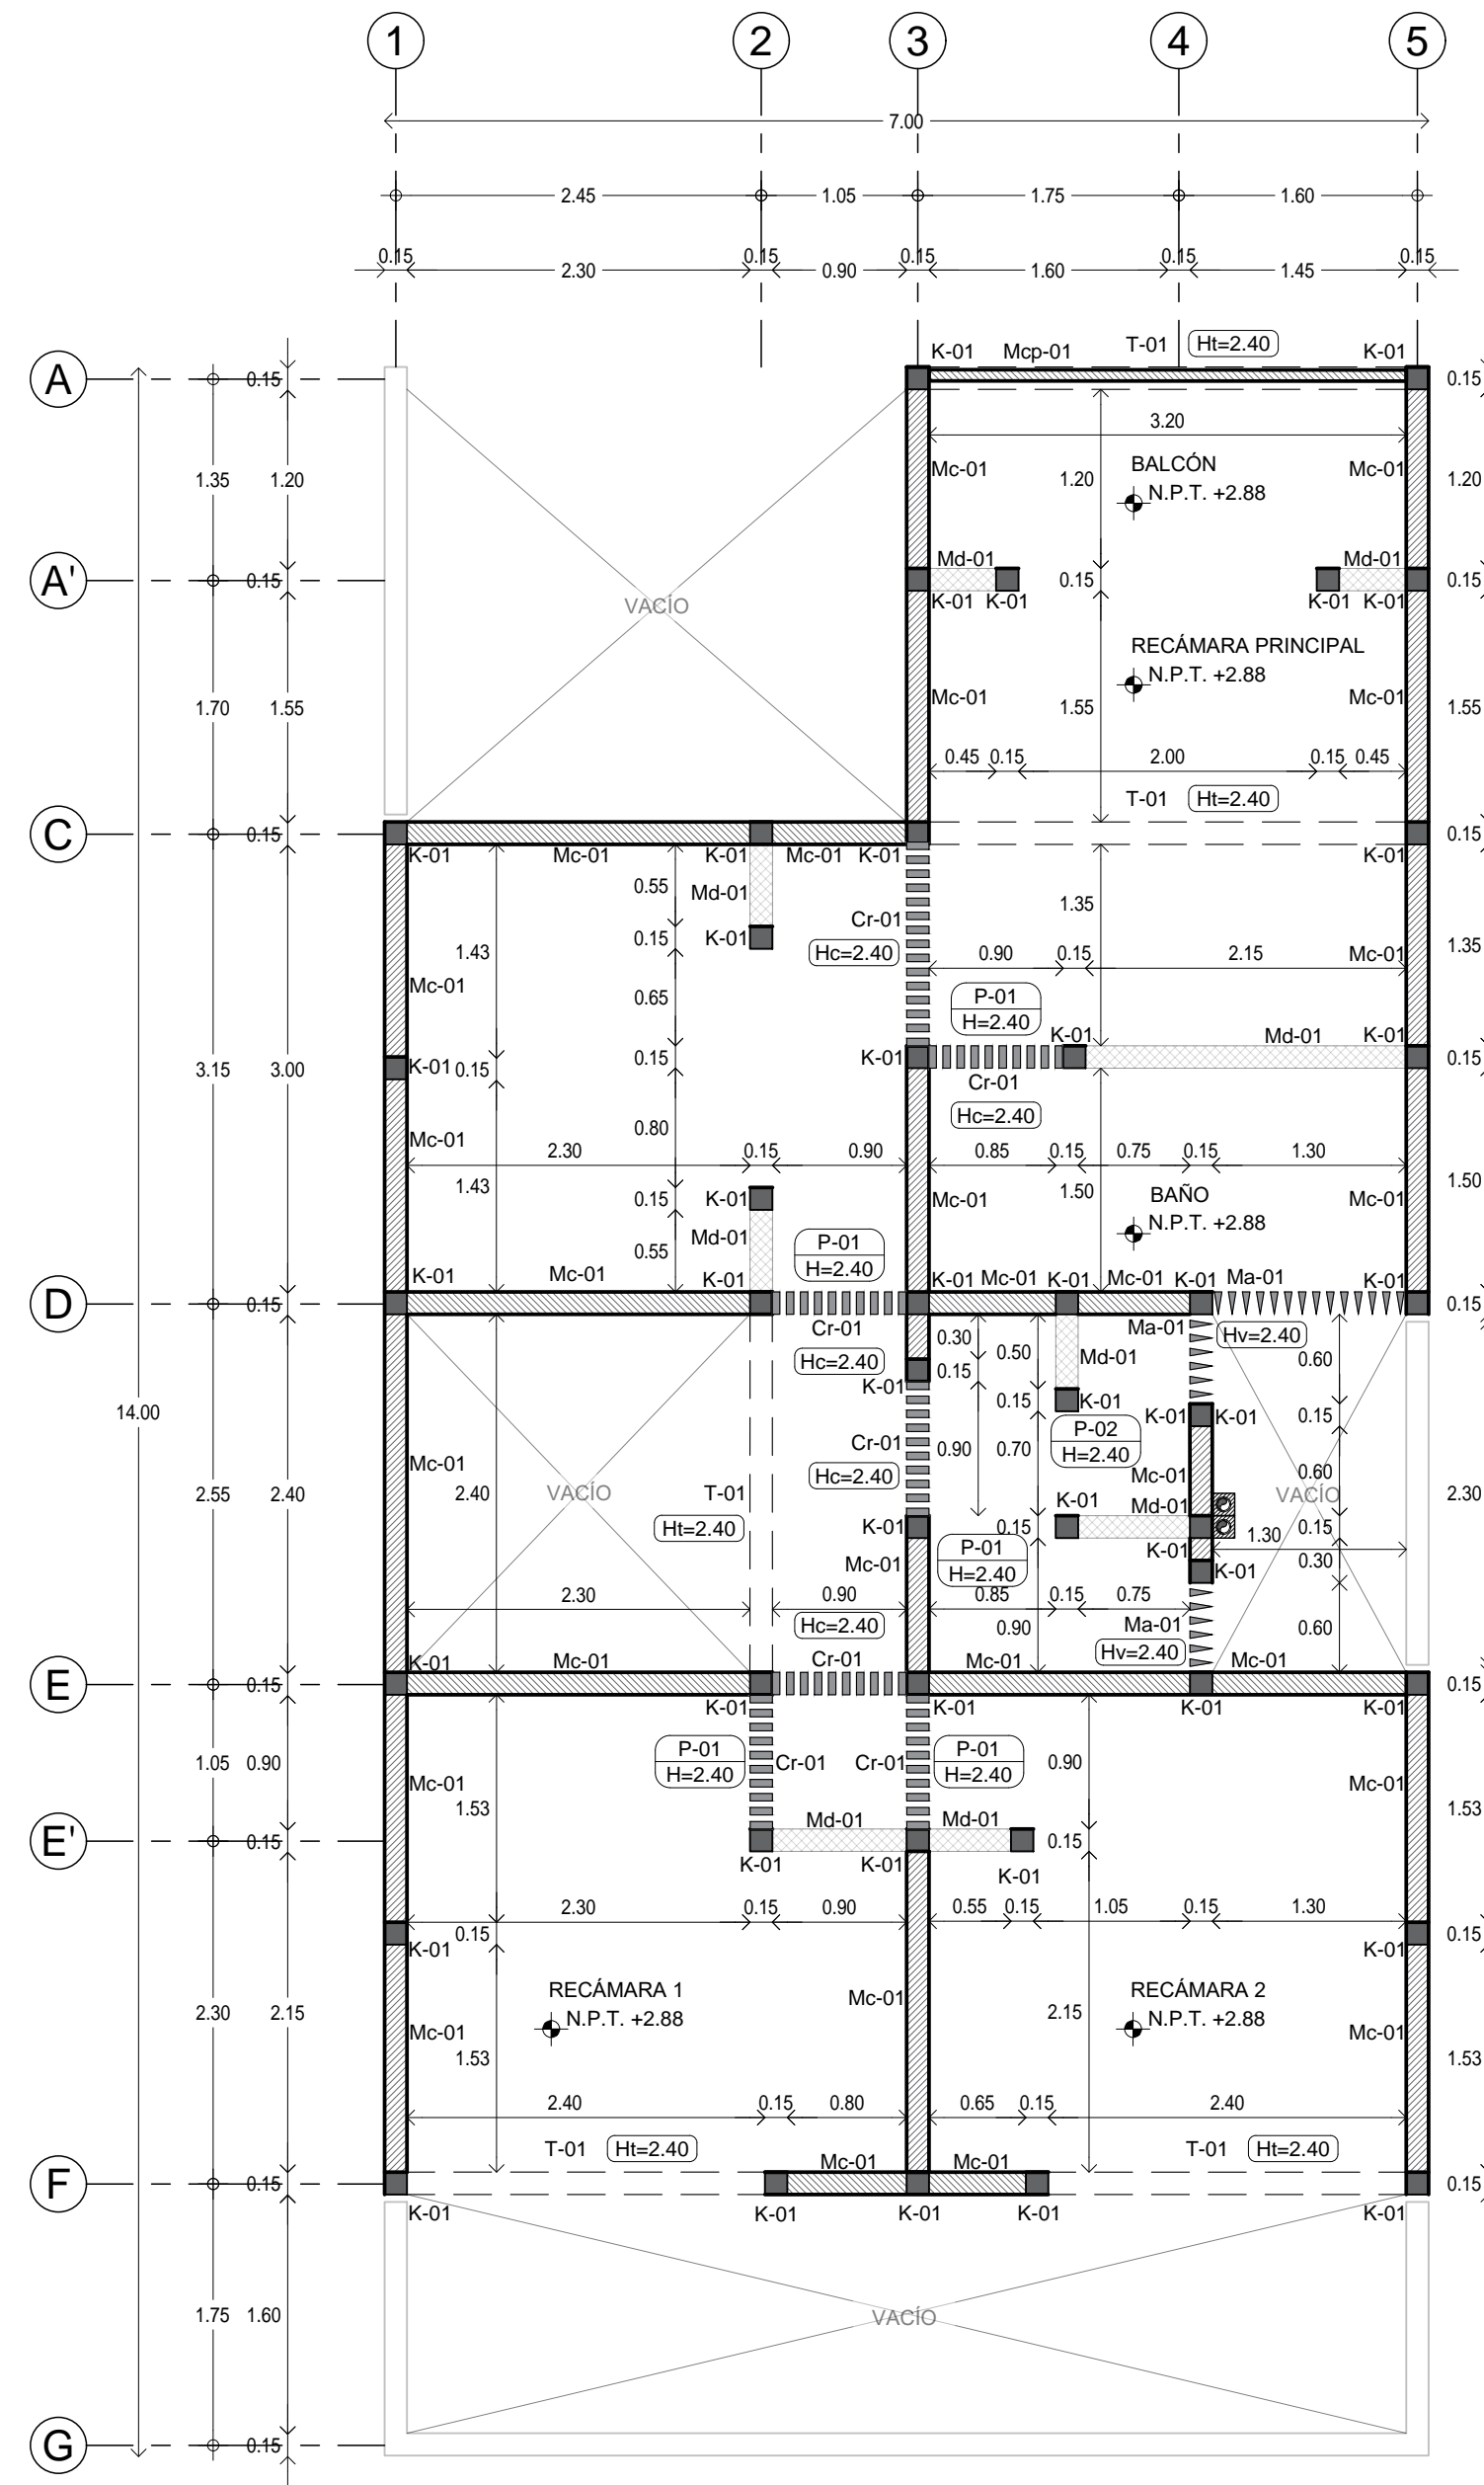 1 2 3 4 5
7.00
2.45 1.05 1.75 1.60
0.15 2.30 0.15 0.90 0.15 1.60 0.15 1.45 0.15
K-01 Mcp-01 T-01 Ht=2.40 K-01
A 0.15 0.15
3.20
BALCÓN
Mc-01 Mc-01
1.35 1.20 1.20 1.20
N.P.T. +2.88
Md-01 Md-01
A' 0.15 0.15 0.15
K-01 K-01 K-01 K-01
VACÍO
RECÁMARA PRINCIPAL
N.P.T. +2.88
Mc-01 Mc-01
1.70 1.55 1.55 1.55
0.45 0.15 2.00 0.15 0.45
T-01 Ht=2.40
C 0.15 0.15
K-01 Mc-01 K-01 Mc-01 K-01 K-01
0.55 Md-01
1.35
Cr-01
0.15 K-01
1.43 Hc=2.40 0.90 0.15 2.15 Mc-01 1.35
Mc-01
0.65 P-01
H=2.40
K-01 Md-01 K-01
3.15 3.00 K-01 0.15 0.15 K-01 0.15
Cr-01
Hc=2.40
Mc-01 0.80
2.30 0.15 0.90 0.85 0.15 0.75 0.15 1.30
1.43 1.50 1.50
0.15 K-01 Mc-01 BAÑO Mc-01
N.P.T. +2.88
Md-01 P-01
0.55 H=2.40
K-01 Mc-01 K-01 K-01 Mc-01 K-01 Mc-01 K-01 Ma-01 K-01
D 0.15 0.15
Cr-01 Ma-01 Hv=2.40
0.30 0.50
Hc=2.40 Md-01 0.60
0.15
K-01 0.15 K-01
14.00 K-01 K-01 0.15
P-02
Cr-01 0.90 0.70 H=2.40
Mc-01 Hc=2.40 Mc-01 0.60
2.55 2.40 2.40 VACÍO T-01 VACÍO 2.30
K-01 Md-01
Ht=2.40 K-01 0.15 0.15
1.30
P-01 K-01
Mc-01 H=2.40 K-01 0.30
2.30 0.90 0.85 0.15 0.75
Hc=2.40 0.90 Ma-01 0.60
Hv=2.40
K-01 Mc-01 Cr-01 Mc-01 Mc-01
E 0.15 0.15
K-01 K-01 K-01 K-01
P-01 P-01
H=2.40 Cr-01 Cr-01 H=2.40
1.05 0.90 0.90
Mc-01 Mc-01
1.53 1.53
Md-01 Md-01
E' 0.15 0.15
K-01 K-01 K-01
2.30 0.15 0.90 0.55 0.15 1.05 0.15 1.30
0.15 0.15
K-01 K-01
RECÁMARA 1 RECÁMARA 2
Mc-01
2.30 2.15 2.15
N.P.T. +2.88 N.P.T. +2.88
Mc-01 Mc-01
1.53 1.53
2.40 0.15 0.80 0.65 0.15 2.40
T-01 Ht=2.40 T-01 Ht=2.40
Mc-01 Mc-01
F 0.15 0.15
K-01 K-01 K-01 K-01 K-01
1.75 1.60 VACÍO
G 0.15